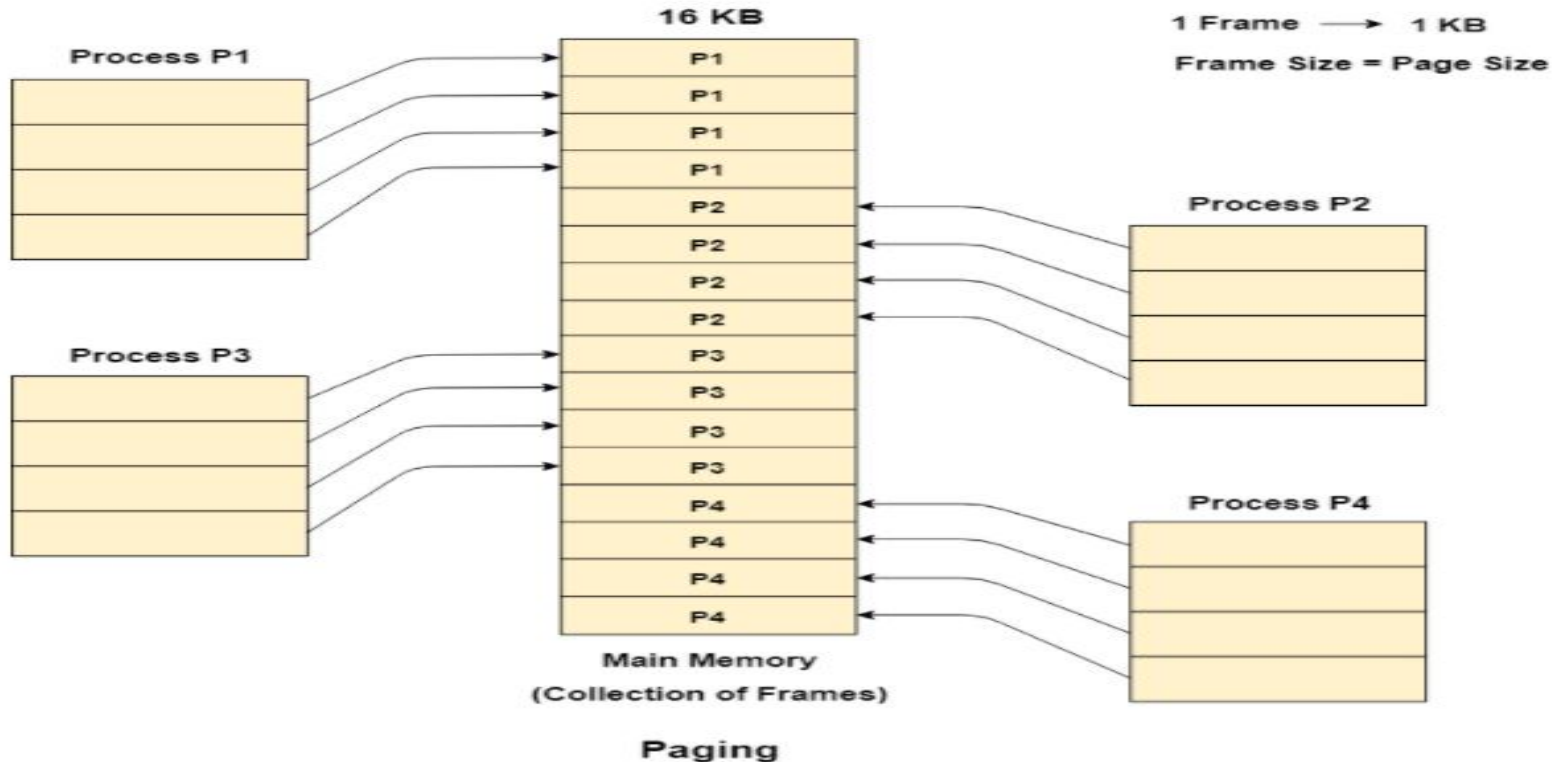 16 KB
1 Frame → 1 KB
Frame Size = Page Size
Process P1
P1
P1
P1
P1
P2
P2
P2
P2
P3
P3
P3
P3
P4
P4
P4
P4
Process P2
Process P3
Process P4
Main Memory
(Collection of Frames)
Paging